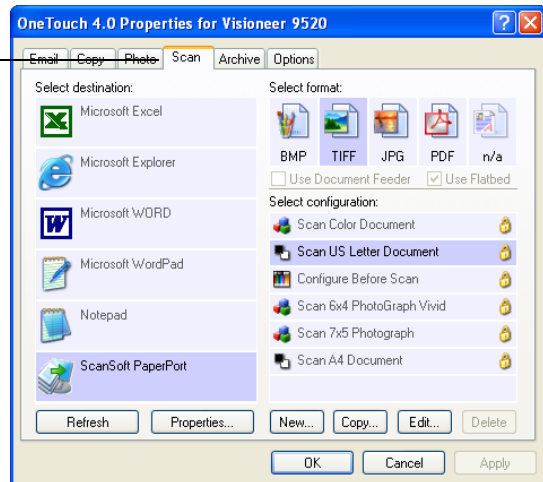 OneTouch 4.0 Properties for Visioneer 9520
Email Copy Photo Scan Archive Options
Select destination:
Microsoft Excel
Microsoft Explorer
Microsoft WORD
Microsoft WordPad
Notepad
ScanSoft PaperPort
Refresh Properties...
Select format:
BMP TIFF JPG PDF n/a
Use Document Feeder Use Flatbed
Select configuration:
Scan Color Document
Scan US Letter Document
Configure Before Scan
Scan 6x4 PhotoGraph Vivid
Scan 7x5 Photograph
Scan A4 Document
New... Copy... Edit... Delete
OK Cancel Apply